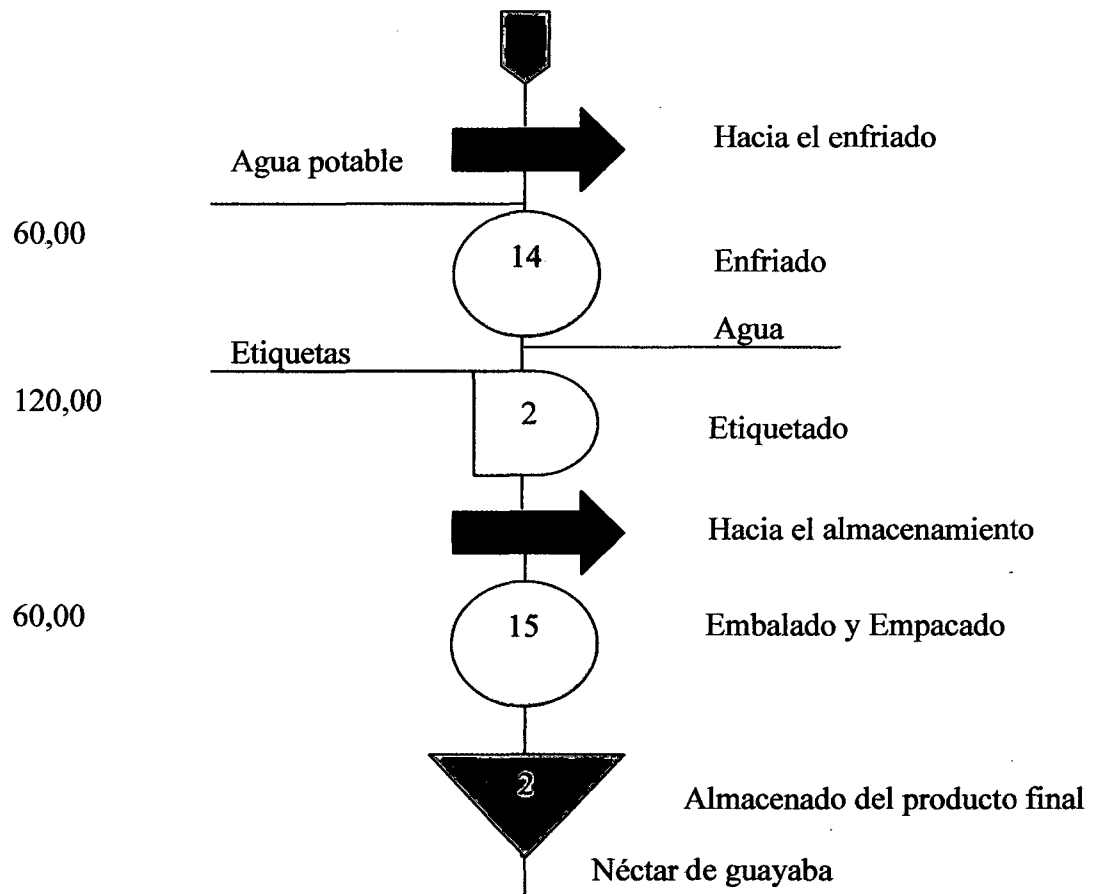 Hacia el enfriado
Agua potable
60,00
14
Enfriado
Agua
Etiquetas
120,00
2
Etiquetado
Hacia el almacenamiento
60,00
15
Embalado y Empacado
2
Almacenado del producto final
Néctar de guayaba